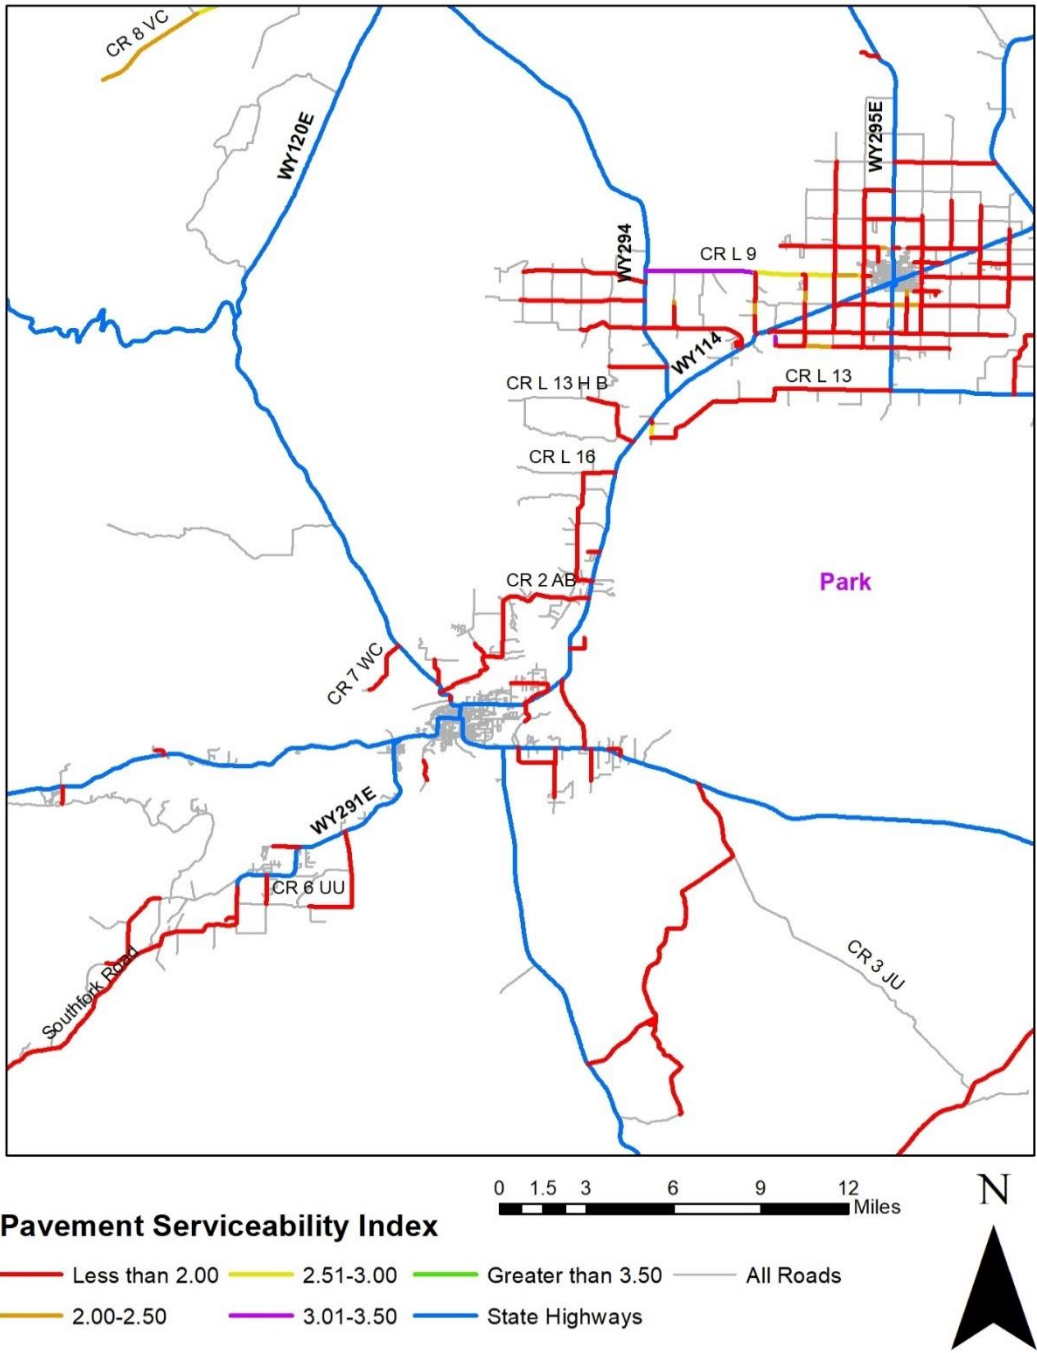 CR 8 VC
WY120E
WY295E
WY294
CR L 9
WY114
CR L 13 H B
CR L 13
CR L 16
CR 2 AB
Park
CR 7 WC
WY291E
CR 6 UU
Southfork Road
CR 3 JU
0 1.5 3 6 9 12
Miles
N
Pavement Serviceability Index
Less than 2.00 2.51-3.00 Greater than 3.50 All Roads
2.00-2.50 3.01-3.50 State Highways